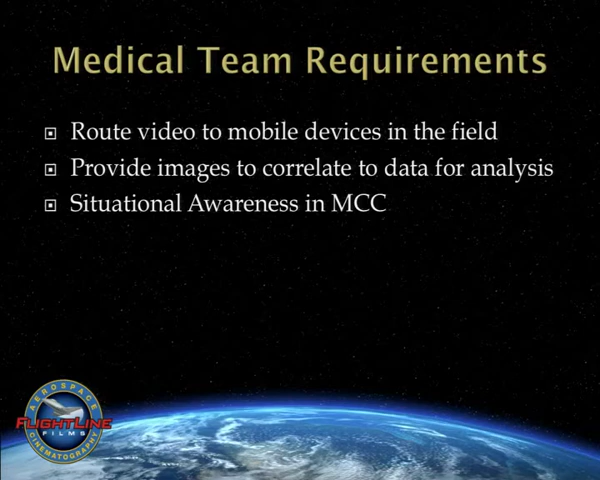 Medical Team Requirements
Route video to mobile devices in the field
Provide images to correlate to data for analysis
Situational Awareness in MCC
AEROSPACE
FLIGHTLINE
FILMS
CINEMATOGRAPHY